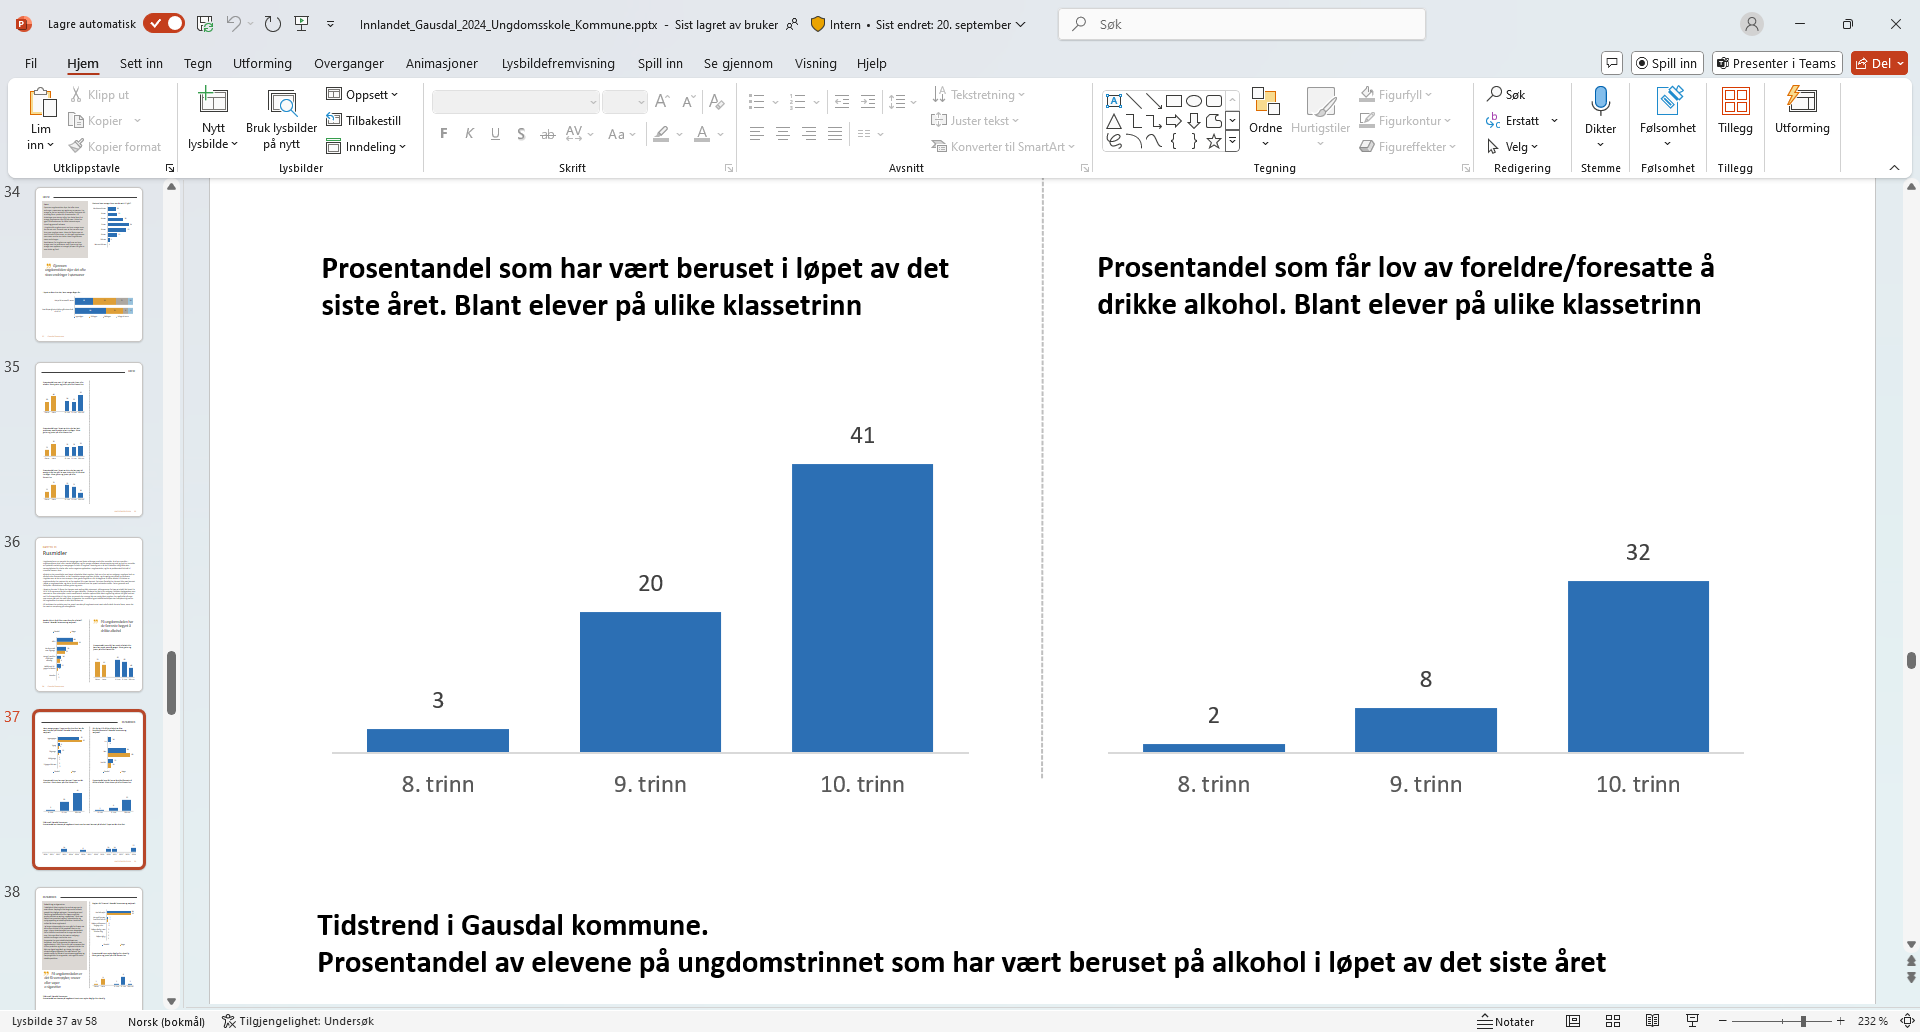 Lagre automatisk
Innlandet_Gausdal_2024_Ungdomsskole_Kommune.pptx - Sist lagret av bruker
Intern • Sist endret: 20. september
Søk
Fil Hjem Sett inn Tegn Utforming Overganger Animasjoner Lysbildefremvisning Spill inn Se gjennom Visning Hjelp
Spill inn
Presenter i Teams
Del
Lim inn
Klipp ut
Kopier
Kopier format
Utklippstavle
Nytt lysbilde
Bruk lysbilder på nytt
Oppsett
Tilbakestill
Inndeling
Lysbilder
F K U S ab AV Aa A
Skrift
Tekstretning
Juster tekst
Konverter til SmartArt
Avsnitt
Ordne
Hurtigstiler
Figurfyll
Figurkontur
Figureffekter
Tegning
Søk
Erstatt
Velg
Redigering
Dikter
Stemme
Følsomhet
Følsomhet
Tillegg
Tillegg
Utforming
34
35
36
Rusmidler
37
38
Prosentandel som har vært beruset i løpet av det
siste året. Blant elever på ulike klassetrinn
41
20
3
8. trinn 9. trinn 10. trinn
Prosentandel som får lov av foreldre/foresatte å
drikke alkohol. Blant elever på ulike klassetrinn
32
8
2
8. trinn 9. trinn 10. trinn
Tidstrend i Gausdal kommune.
Prosentandel av elevene på ungdomstrinnet som har vært beruset på alkohol i løpet av det siste året
Lysbilde 37 av 58
Norsk (bokmål)
Tilgjengelighet: Undersøk
Notater
232 %